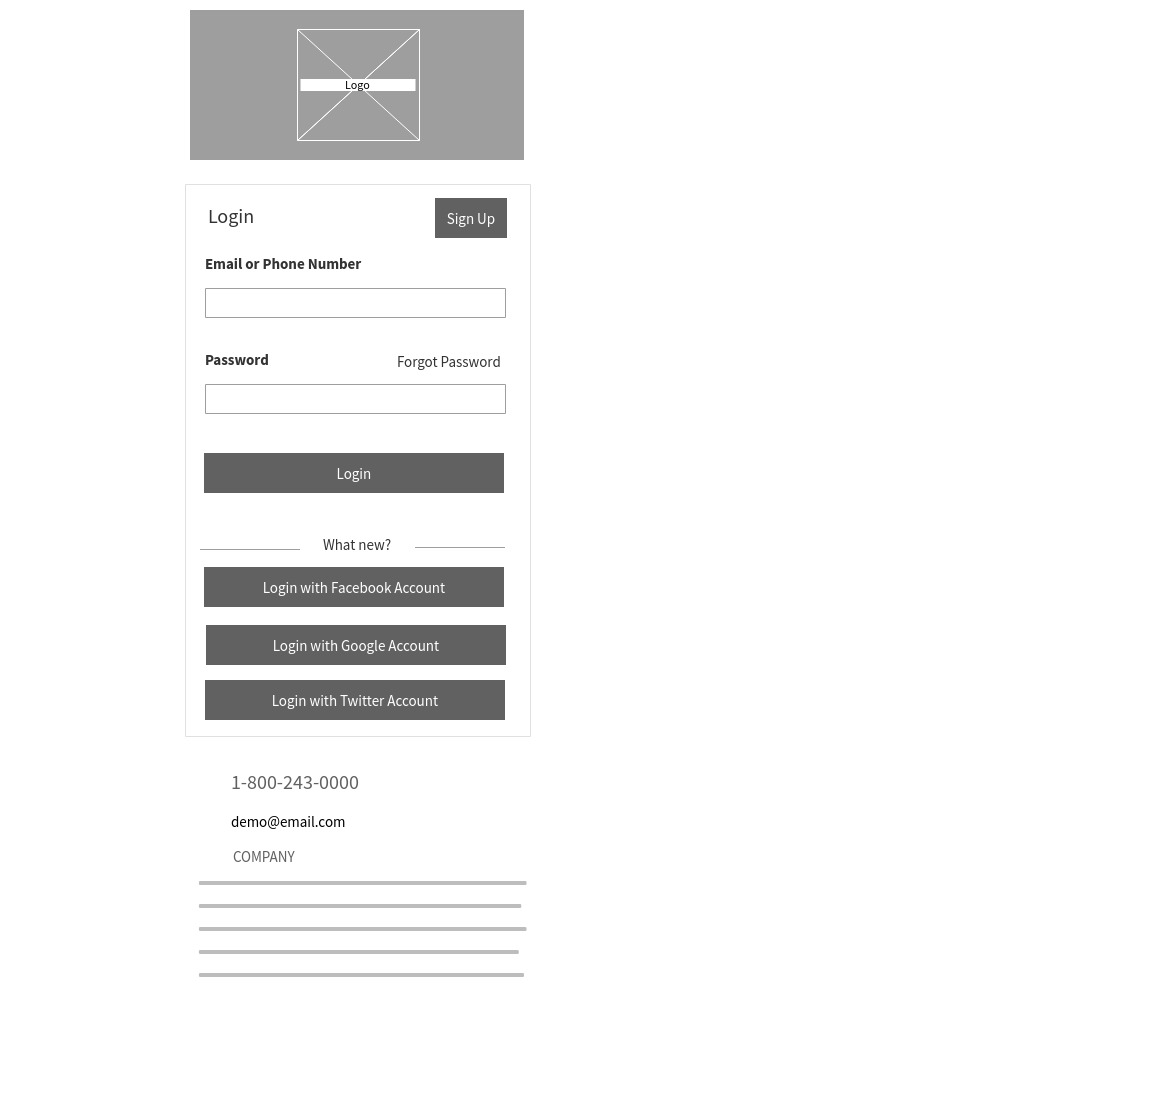 Logo
Login
Sign Up
Email or Phone Number
Password
Forgot Password
Login
What new?
Login with Facebook Account
Login with Google Account
Login with Twitter Account
1-800-243-0000
demo@email.com
COMPANY